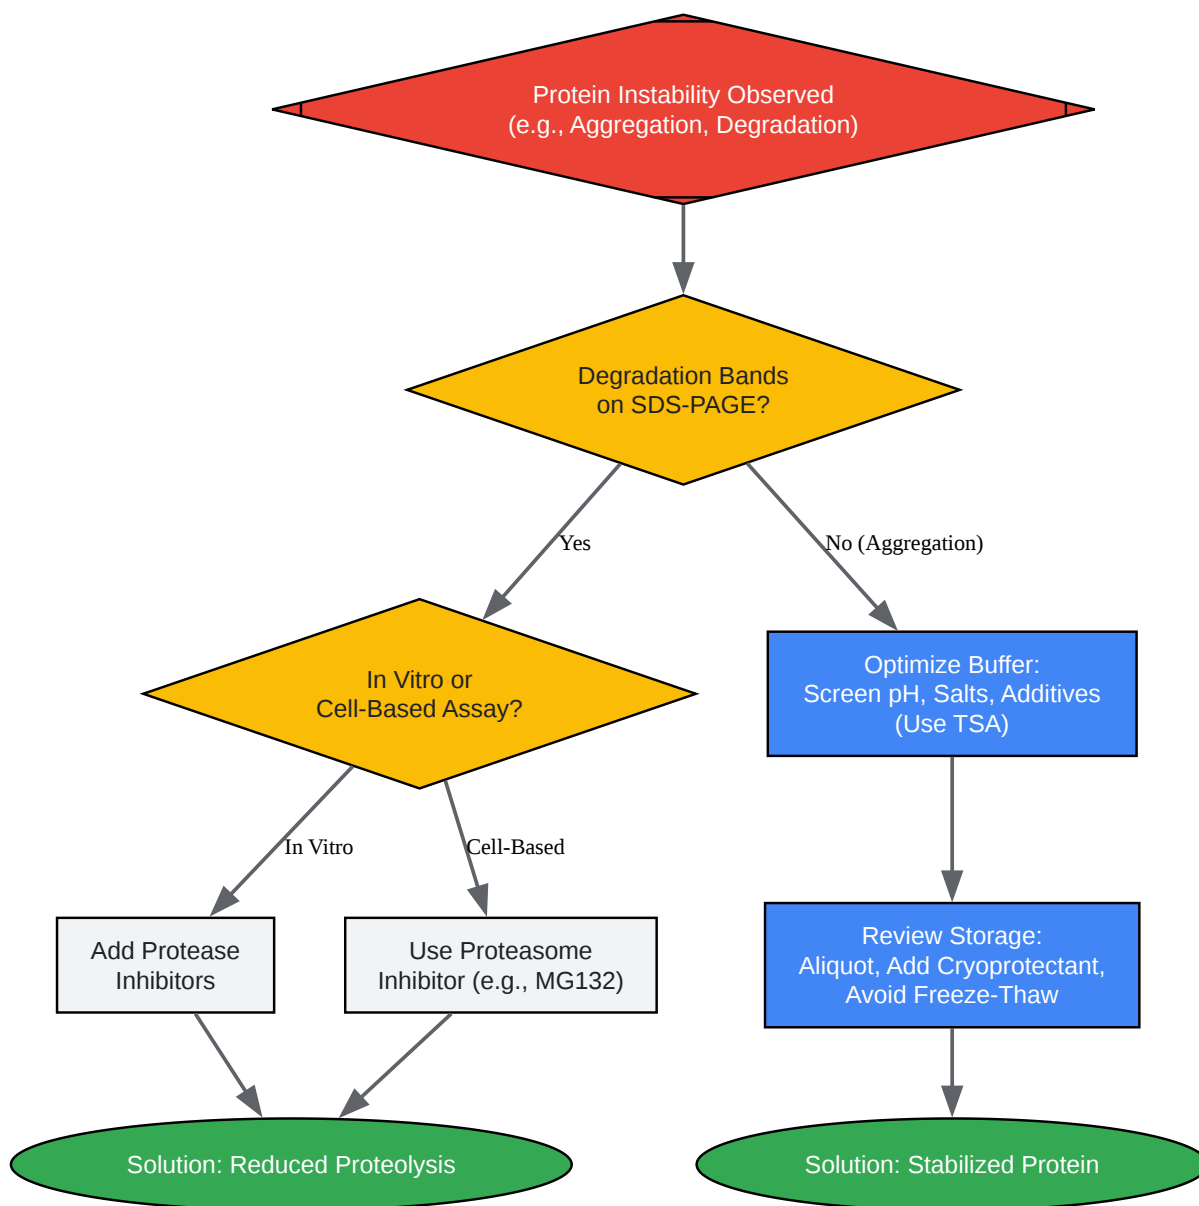 Protein Instability Observed
(e.g., Aggregation, Degradation)
Degradation Bands
on SDS-PAGE?
Yes
No (Aggregation)
In Vitro or
Cell-Based Assay?
Optimize Buffer:
Screen pH, Salts, Additives
(Use TSA)
In Vitro
Cell-Based
Add Protease
Inhibitors
Use Proteasome
Inhibitor (e.g., MG132)
Review Storage:
Aliquot, Add Cryoprotectant,
Avoid Freeze-Thaw
Solution: Reduced Proteolysis
Solution: Stabilized Protein